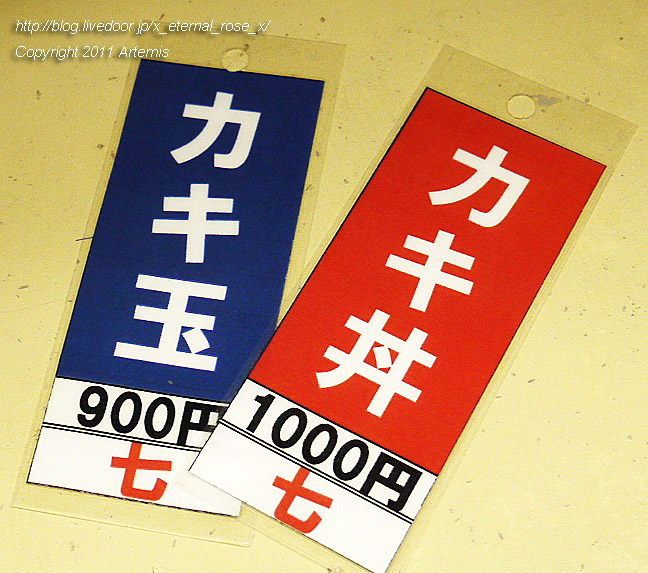 http://blog.livedoor.jp/x_eternal_rose_x/
Copyright 2011 Artemis
カキ玉
900円
七
カキ丼
1000円
七